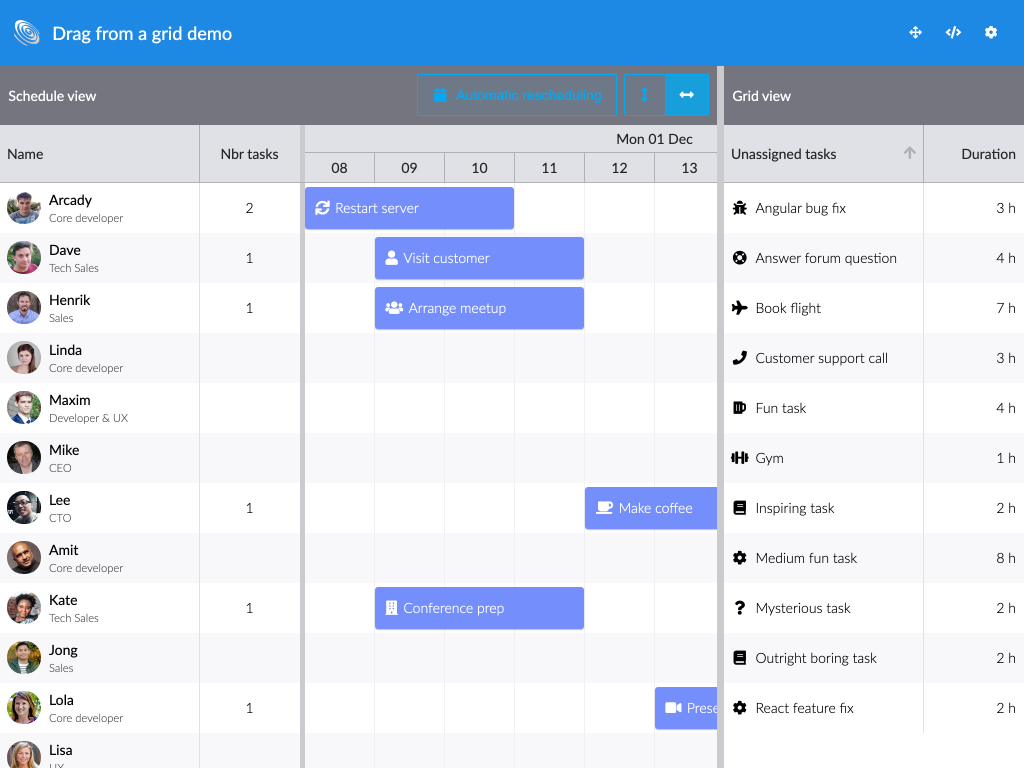 Drag from a grid demo
Schedule view
Automatic rescheduling
Grid view
Name
Nbr tasks
Mon 01 Dec
08 09 10 11 12 13
Unassigned tasks
Duration
Arcady
Core developer
2
Restart server
Dave
Tech Sales
1
Visit customer
Henrik
Sales
1
Arrange meetup
Linda
Core developer
Maxim
Developer & UX
Mike
CEO
Lee
CTO
1
Make coffee
Amit
Core developer
Kate
Tech Sales
1
Conference prep
Jong
Sales
Lola
Core developer
1
Prese
Lisa
UX
Angular bug fix 3 h
Answer forum question 4 h
Book flight 7 h
Customer support call 3 h
Fun task 4 h
Gym 1 h
Inspiring task 2 h
Medium fun task 8 h
Mysterious task 2 h
Outright boring task 2 h
React feature fix 2 h